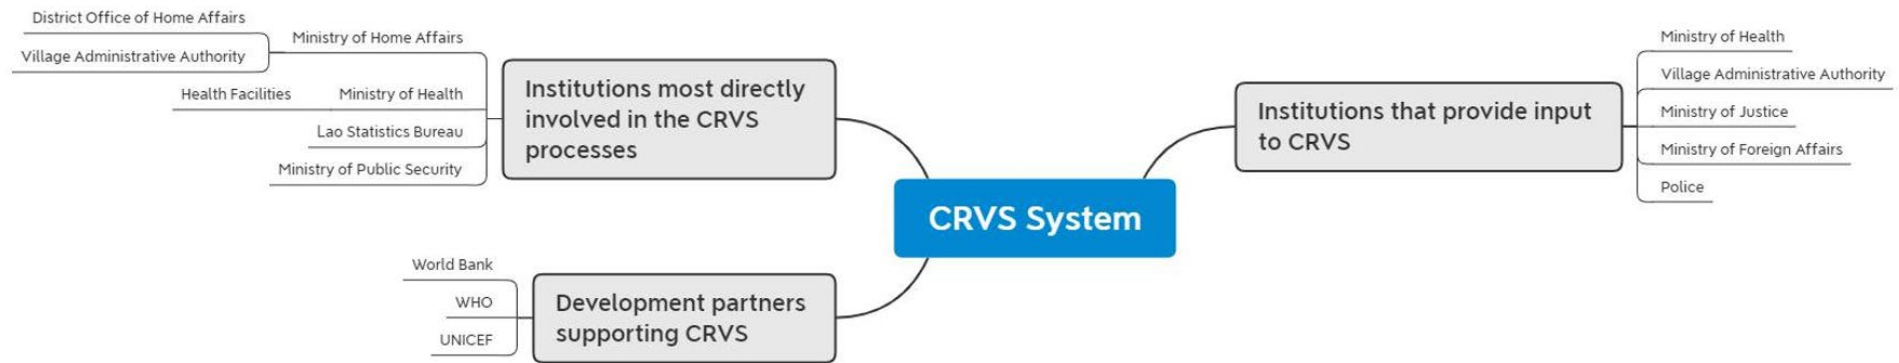 District Office of Home Affairs
Village Administrative Authority
Ministry of Home Affairs
Health Facilities
Ministry of Health
Lao Statistics Bureau
Ministry of Public Security
Institutions most directly
involved in the CRVS
processes
World Bank
WHO
UNICEF
Development partners
supporting CRVS
CRVS System
Institutions that provide input
to CRVS
Ministry of Health
Village Administrative Authority
Ministry of Justice
Ministry of Foreign Affairs
Police